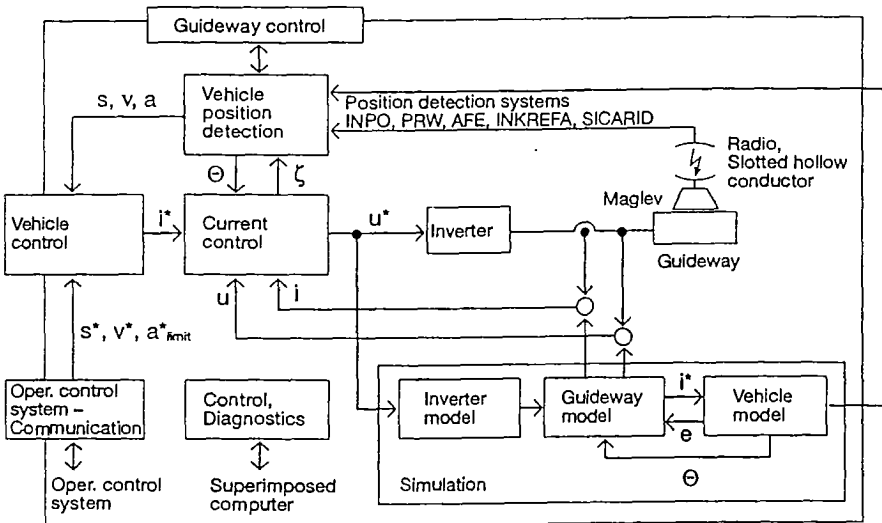 Guideway control
s, v, a
Vehicle
position
detection
Position detection systems
INPO, PRW, AFE, INKREFA, SICARID
Radio,
Slotted hollow
conductor
Maglev
Θ
ζ
Vehicle
control
i*
Current
control
u*
Inverter
Guideway
u
i
s*, v*, a*limit
Oper. control
system –
Communication
Control,
Diagnostics
Inverter
model
Guideway
model
i*
e
Vehicle
model
Θ
Oper. control
system
Superimposed
computer
Simulation